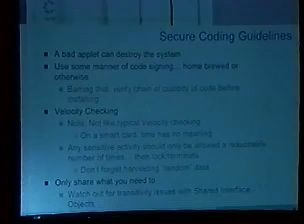 Secure Coding Guidelines
A bad applet can destroy the system
Use some manner of code signing... home brewed or
otherwise
Barring that, verify chain of custody of code before
installing
Velocity Checking
Note: Not like typical velocity checking
On a smart card, time has no meaning
Any sensitive activity should only be allowed a reasonable
number of times... then lock/terminate
Don't forget harvesting "random" data
Only share what you need to
Watch out for transitivity issues with Shared Interface
Objects